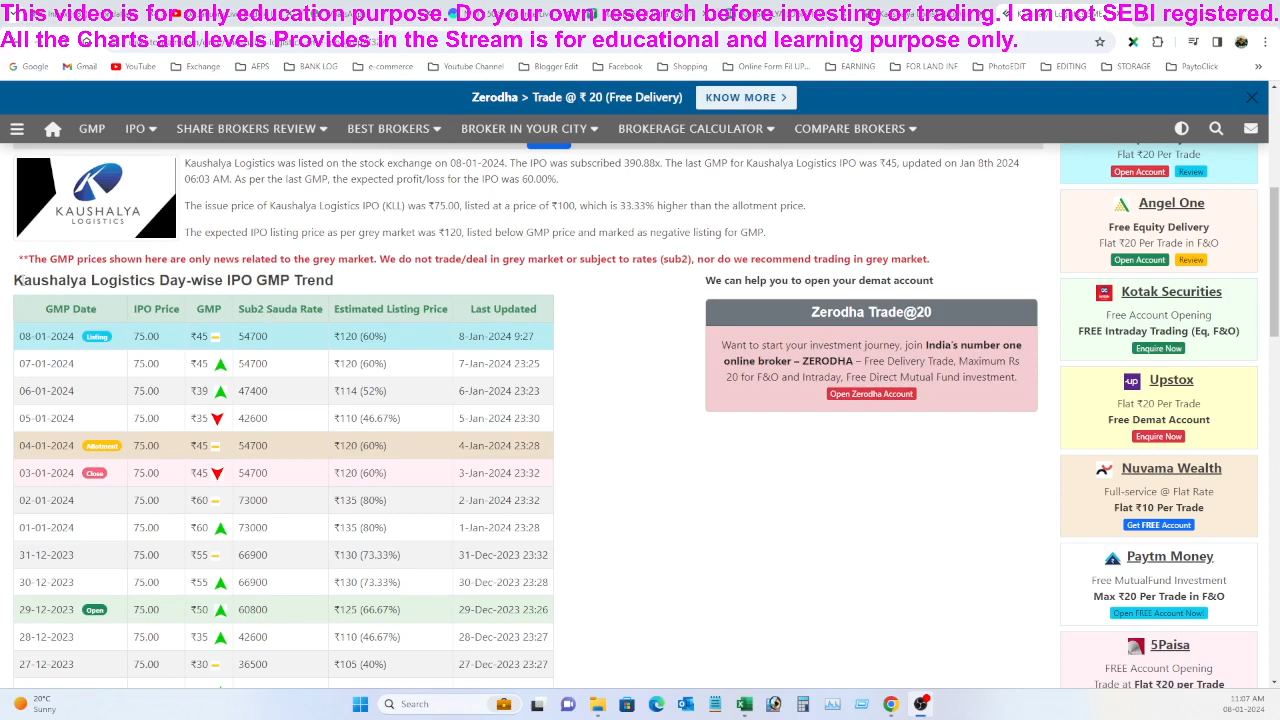 This video is for only education purpose. Do your own research before investing or trading. I am not SEBI registered.
All the Charts and levels Provides in the Stream is for educational and learning purpose only.
Google Gmail YouTube Exchange AEPS BANK LOG e-commerce Youtube Channel Blogger Edit Facebook Shopping Online Form Fil UP... EARNING FOR LAND INF PhotoEDIT EDITING STORAGE PaytoClick »
Zerodha > Trade @ ₹ 20 (Free Delivery) KNOW MORE
GMP IPO SHARE BROKERS REVIEW BEST BROKERS BROKER IN YOUR CITY BROKERAGE CALCULATOR COMPARE BROKERS
KAUSHALYA
LOGISTICS
Kaushalya Logistics was listed on the stock exchange on 08-01-2024. The IPO was subscribed 390.88x. The last GMP for Kaushalya Logistics IPO was ₹45, updated on Jan 8th 2024
06:03 AM. As per the last GMP, the expected profit/loss for the IPO was 60.00%.
The issue price of Kaushalya Logistics IPO (KLL) was ₹75.00, listed at a price of ₹100, which is 33.33% higher than the allotment price.
The expected IPO listing price as per grey market was ₹120, listed below GMP price and marked as negative listing for GMP.
**The GMP prices shown here are only news related to the grey market. We do not trade/deal in grey market or subject to rates (sub2), nor do we recommend trading in grey market.
Kaushalya Logistics Day-wise IPO GMP Trend
GMP Date IPO Price GMP Sub2 Sauda Rate Estimated Listing Price Last Updated
08-01-2024 Listing 75.00 ₹45 54700 ₹120 (60%) 8-Jan-2024 9:27
07-01-2024 75.00 ₹45 54700 ₹120 (60%) 7-Jan-2024 23:25
06-01-2024 75.00 ₹39 47400 ₹114 (52%) 6-Jan-2024 23:23
05-01-2024 75.00 ₹35 42600 ₹110 (46.67%) 5-Jan-2024 23:30
04-01-2024 Allotment 75.00 ₹45 54700 ₹120 (60%) 4-Jan-2024 23:28
03-01-2024 Close 75.00 ₹45 54700 ₹120 (60%) 3-Jan-2024 23:32
02-01-2024 75.00 ₹60 73000 ₹135 (80%) 2-Jan-2024 23:32
01-01-2024 75.00 ₹60 73000 ₹135 (80%) 1-Jan-2024 23:28
31-12-2023 75.00 ₹55 66900 ₹130 (73.33%) 31-Dec-2023 23:32
30-12-2023 75.00 ₹55 66900 ₹130 (73.33%) 30-Dec-2023 23:28
29-12-2023 Open 75.00 ₹50 60800 ₹125 (66.67%) 29-Dec-2023 23:26
28-12-2023 75.00 ₹35 42600 ₹110 (46.67%) 28-Dec-2023 23:27
27-12-2023 75.00 ₹30 36500 ₹105 (40%) 27-Dec-2023 23:27
We can help you to open your demat account
Zerodha Trade@20
Want to start your investment journey, join India's number one
online broker – ZERODHA – Free Delivery Trade, Maximum Rs
20 for F&O and Intraday, Free Direct Mutual Fund investment.
Open Zerodha Account
Flat ₹20 Per Trade
Open Account Review
Angel One
Free Equity Delivery
Flat ₹20 Per Trade in F&O
Open Account Review
Kotak Securities
Free Account Opening
FREE Intraday Trading (Eq, F&O)
Enquire Now
Upstox
Flat ₹20 Per Trade
Free Demat Account
Enquire Now
Nuvama Wealth
Full-service @ Flat Rate
Flat ₹10 Per Trade
Get FREE Account
Paytm Money
Free MutualFund Investment
Max ₹20 Per Trade in F&O
Open FREE Account Now!
5Paisa
FREE Account Opening
Trade at Flat ₹20 per Trade
20°C
Sunny
Search
11:07 AM
08-01-2024